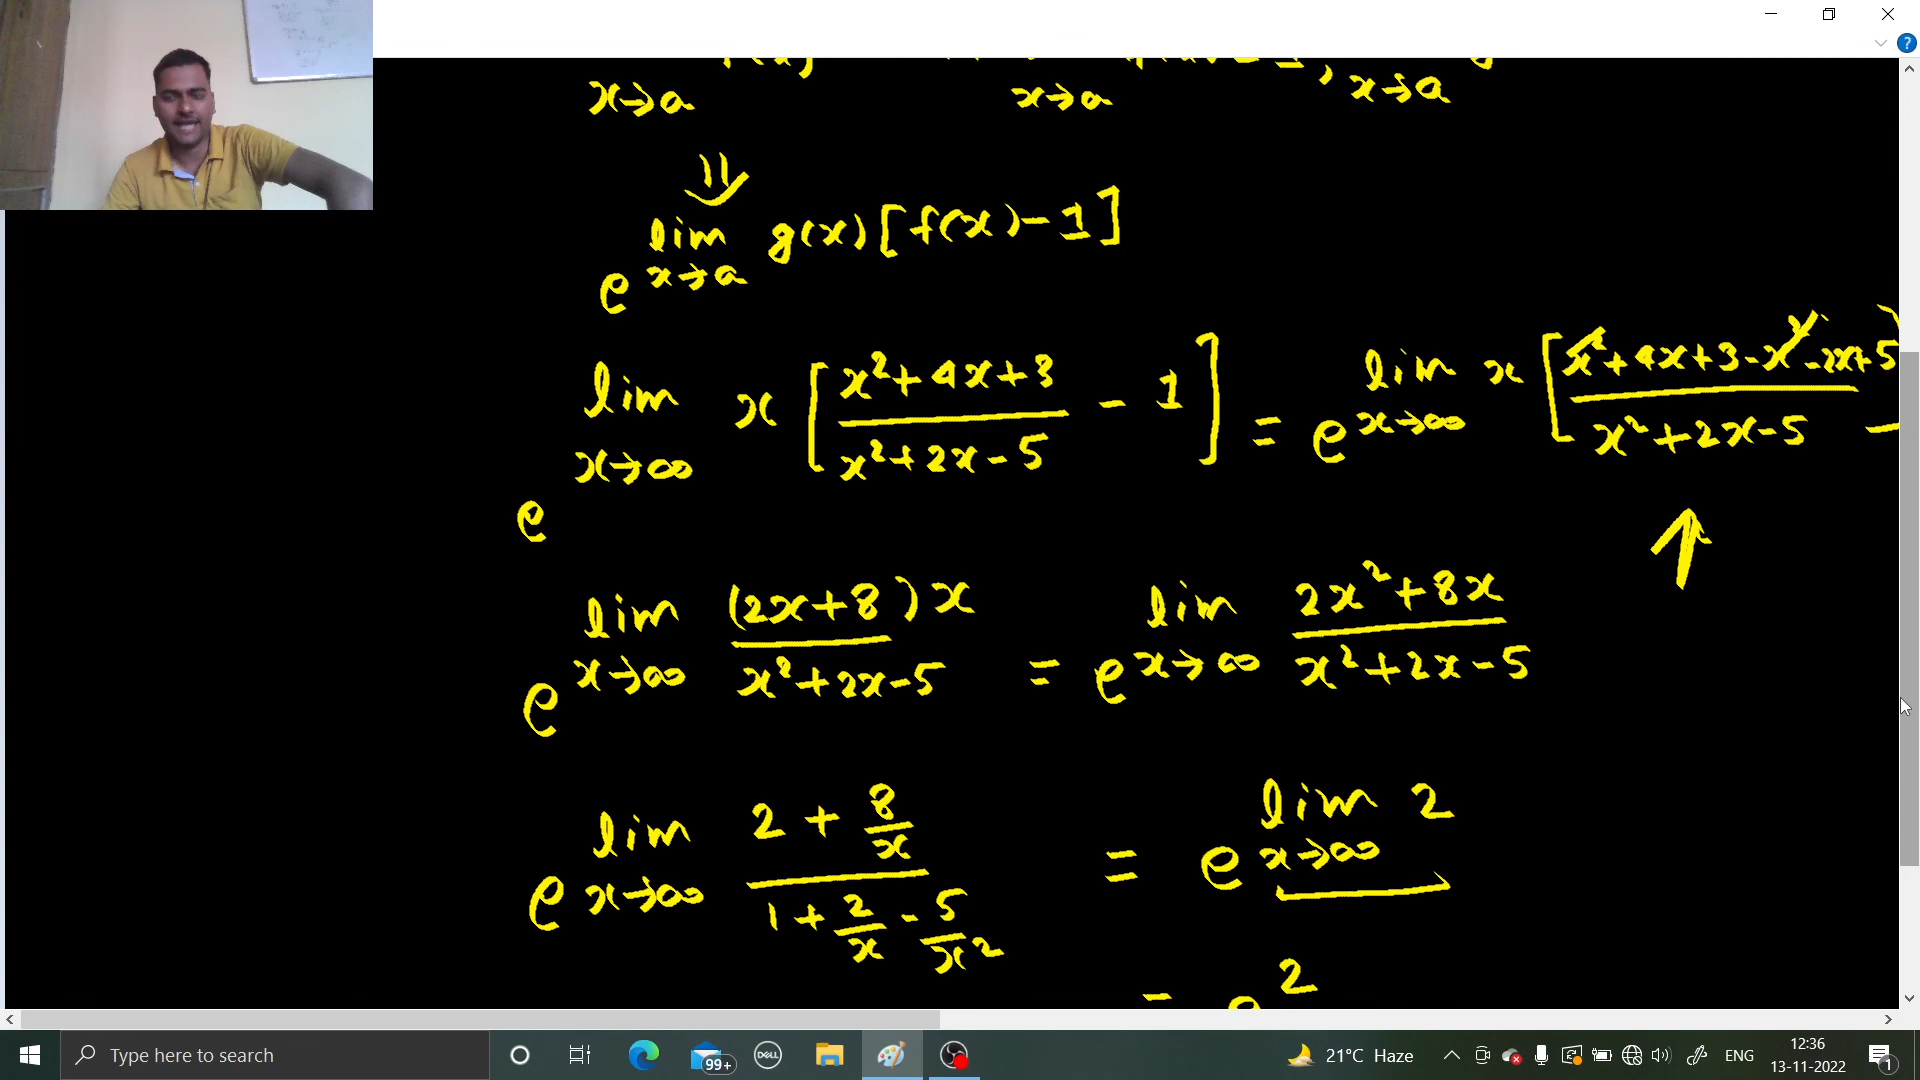 x→a x→a , x→a
||
e lim x→a g(x)[f(x)-1]
e lim x→∞ x[(x²+4x+3)/(x²+2x-5) - 1] = e lim x→∞ x[(x²+4x+3-x²-2x+5)/(x²+2x-5)
e lim x→∞ (2x+8)x/(x²+2x-5) = e lim x→∞ (2x²+8x)/(x²+2x-5)
e lim x→∞ (2+8/x)/(1+2/x-5/x²) = e lim x→∞ 2
= e²
Type here to search
99+
DELL
21°C Haze
ENG
12:36
13-11-2022
1